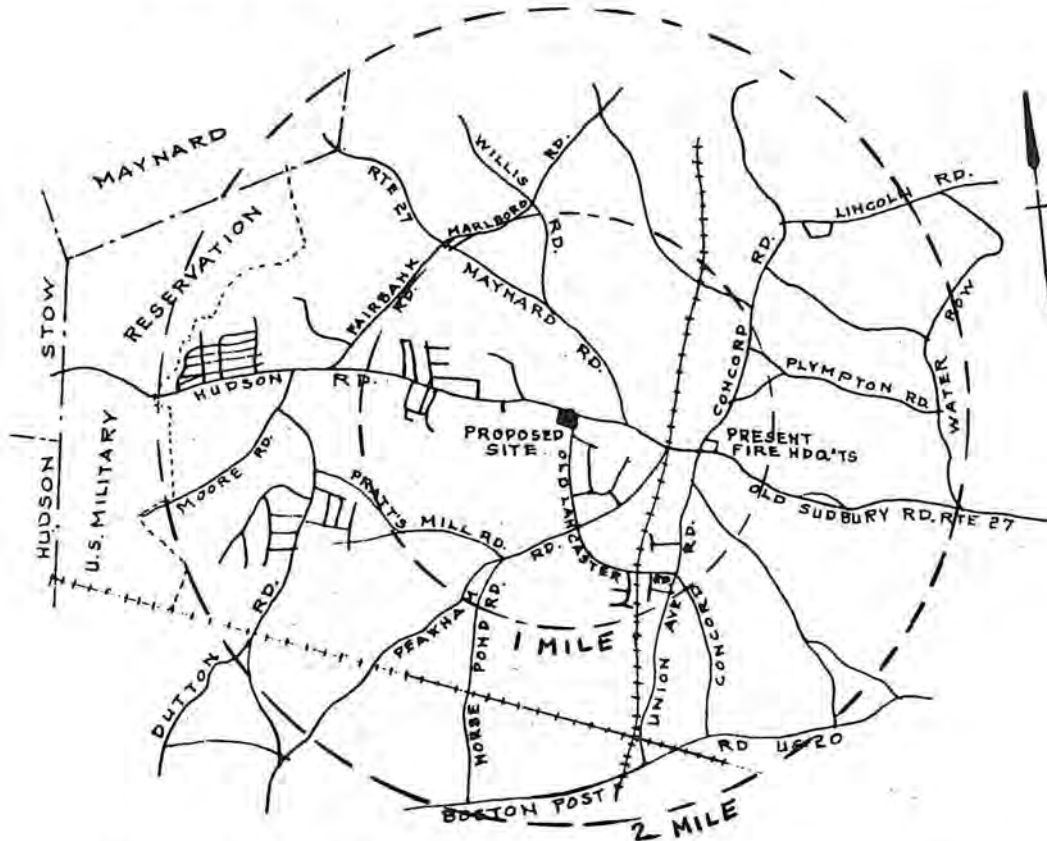 MAYNARD
RTE 27
WILLIS
RD.
MARLBORO RD.
LINCOLN RD.
RESERVATION
STOW
FAIRBANK
RD.
MAYNARD
RD.
CONCORD RD.
WATER ROW
PLYMPTON RD.
HUDSON RD.
PROPOSED
SITE
PRESENT
FIRE HDQ'TS
HUDSON
U.S. MILITARY
MOORE RD.
PRATT'S MILL RD.
RD.
OLD LANCASTER
RD.
OLD SUDBURY RD. RTE 27
RD.
DUTTON RD.
PEAKHAM
HORSE POND RD.
1 MILE
UNION AVE
CONCORD
BOSTON POST RD US 20
2 MILE